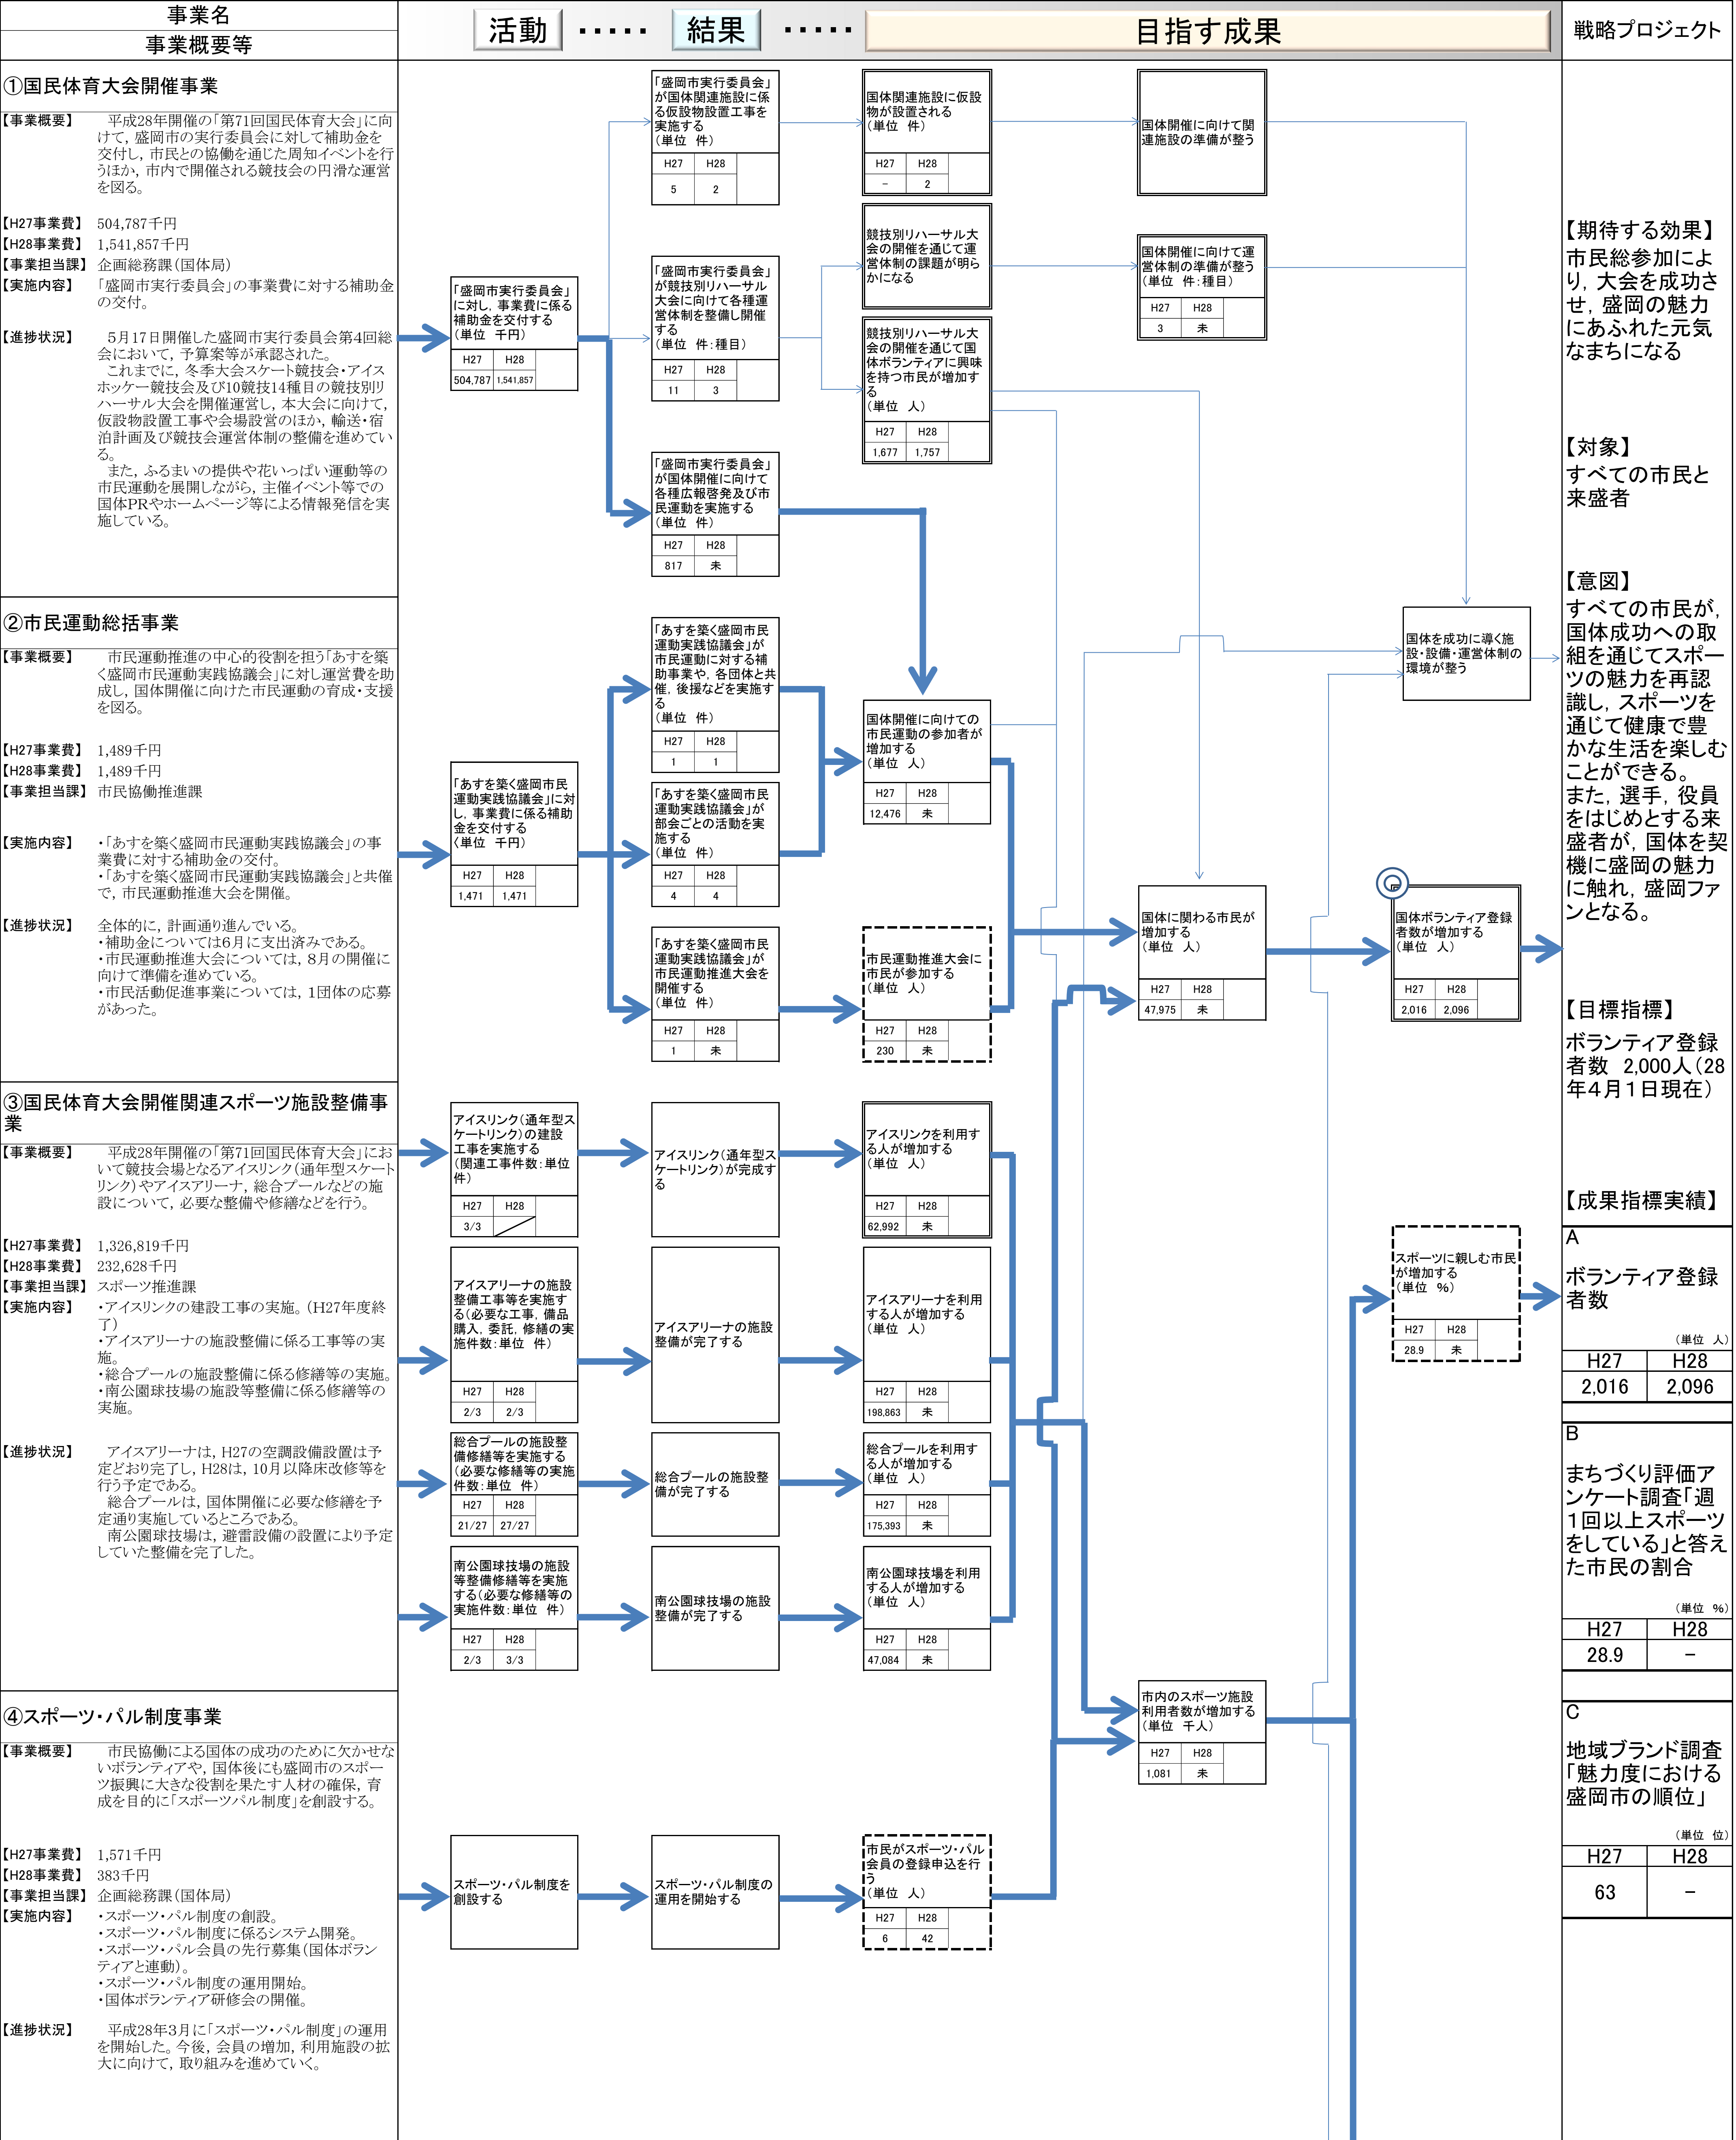 事業名
事業概要等
活動 ・・・・・ 結果 ・・・・・ 目指す成果
戦略プロジェクト
①国民体育大会開催事業
【事業概要】 平成28年開催の「第71回国民体育大会」に向
けて，盛岡市の実行委員会に対して補助金を
交付し，市民との協働を通じた周知イベントを行
うほか，市内で開催される競技会の円滑な運営
を図る。
【H27事業費】 504,787千円
【H28事業費】 1,541,857千円
【事業担当課】 企画総務課（国体局）
【実施内容】 「盛岡市実行委員会」の事業費に対する補助金
の交付。
【進捗状況】 5月17日開催した盛岡市実行委員会第4回総
会において，予算案等が承認された。
これまでに，冬季大会スケート競技会・アイス
ホッケー競技会及び10競技14種目の競技別リ
ハーサル大会を開催運営し，本大会に向けて，
仮設物設置工事や会場設営のほか，輸送・宿
泊計画及び競技会運営体制の整備を進めてい
る。
また，ふるまいの提供や花いっぱい運動等の
市民運動を展開しながら，主催イベント等での
国体PRやホームページ等による情報発信を実
施している。
「盛岡市実行委員会」
に対し，事業費に係る
補助金を交付する
（単位　千円）
H27 H28
504,787 1,541,857
「盛岡市実行委員会」
が国体関連施設に係
る仮設物設置工事を
実施する
（単位　件）
H27 H28
5 2
「盛岡市実行委員会」
が競技別リハーサル
大会に向けて各種運
営体制を整備し開催
する
（単位　件：種目）
H27 H28
11 3
「盛岡市実行委員会」
が国体開催に向けて
各種広報啓発及び市
民運動を実施する
（単位　件）
H27 H28
817 未
国体関連施設に仮設
物が設置される
（単位　件）
H27 H28
－ 2
競技別リハーサル大
会の開催を通じて運
営体制の課題が明ら
かになる
競技別リハーサル大
会の開催を通じて国
体ボランティアに興味
を持つ市民が増加す
る
（単位　人）
H27 H28
1,677 1,757
国体開催に向けて関
連施設の準備が整う
国体開催に向けて運
営体制の準備が整う
（単位　件：種目）
H27 H28
3 未
②市民運動総括事業
【事業概要】 市民運動推進の中心的役割を担う「あすを築
く盛岡市民運動実践協議会」に対し運営費を助
成し，国体開催に向けた市民運動の育成・支援
を図る。
【H27事業費】 1,489千円
【H28事業費】 1,489千円
【事業担当課】 市民協働推進課
【実施内容】 ・「あすを築く盛岡市民運動実践協議会」の事
業費に対する補助金の交付。
・「あすを築く盛岡市民運動実践協議会」と共催
で，市民運動推進大会を開催。
【進捗状況】 全体的に，計画通り進んでいる。
・補助金については6月に支出済みである。
・市民運動推進大会については，8月の開催に
向けて準備を進めている。
・市民活動促進事業については，1団体の応募
があった。
「あすを築く盛岡市民
運動実践協議会」に対
し，事業費に係る補助
金を交付する
（単位　千円）
H27 H28
1,471 1,471
「あすを築く盛岡市民
運動実践協議会」が
市民運動に対する補
助事業や，各団体と共
催，後援などを実施す
る
（単位　件）
H27 H28
1 1
「あすを築く盛岡市民
運動実践協議会」が
部会ごとの活動を実
施する
（単位　件）
H27 H28
4 4
「あすを築く盛岡市民
運動実践協議会」が
市民運動推進大会を
開催する
（単位　件）
H27 H28
1 未
国体開催に向けての
市民運動の参加者が
増加する
（単位　人）
H27 H28
12,476 未
市民運動推進大会に
市民が参加する
（単位　人）
H27 H28
230 未
国体に関わる市民が
増加する
（単位　人）
H27 H28
47,975 未
国体を成功に導く施
設・設備・運営体制の
環境が整う
国体ボランティア登録
者数が増加する
（単位　人）
H27 H28
2,016 2,096
③国民体育大会開催関連スポーツ施設整備事
業
【事業概要】 平成28年開催の「第71回国民体育大会」にお
いて競技会場となるアイスリンク（通年型スケート
リンク）やアイスアリーナ，総合プールなどの施
設について，必要な整備や修繕などを行う。
【H27事業費】 1,326,819千円
【H28事業費】 232,628千円
【事業担当課】 スポーツ推進課
【実施内容】 ・アイスリンクの建設工事の実施。（H27年度終
了）
・アイスアリーナの施設整備に係る工事等の実
施。
・総合プールの施設整備に係る修繕等の実施。
・南公園球技場の施設等整備に係る修繕等の
実施。
【進捗状況】 アイスアリーナは，H27の空調設備設置は予
定どおり完了し，H28は，10月以降床改修等を
行う予定である。
総合プールは，国体開催に必要な修繕を予
定通り実施しているところである。
南公園球技場は，避雷設備の設置により予定
していた整備を完了した。
アイスリンク（通年型ス
ケートリンク）の建設
工事を実施する
（関連工事件数：単位
件）
H27 H28
3/3
アイスリンク（通年型ス
ケートリンク）が完成す
る
アイスリンクを利用す
る人が増加する
（単位　人）
H27 H28
62,992 未
アイスアリーナの施設
整備工事等を実施す
る（必要な工事，備品
購入，委託，修繕の実
施件数：単位　件）
H27 H28
2/3 2/3
アイスアリーナの施設
整備が完了する
アイスアリーナを利用
する人が増加する
（単位　人）
H27 H28
198,863 未
総合プールの施設整
備修繕等を実施する
（必要な修繕等の実施
件数：単位　件）
H27 H28
21/27 27/27
総合プールの施設整
備が完了する
総合プールを利用す
る人が増加する
（単位　人）
H27 H28
175,393 未
南公園球技場の施設
等整備修繕等を実施
する（必要な修繕等の
実施件数：単位　件）
H27 H28
2/3 3/3
南公園球技場の施設
整備が完了する
南公園球技場を利用
する人が増加する
（単位　人）
H27 H28
47,084 未
スポーツに親しむ市民
が増加する
（単位　％）
H27 H28
28.9 未
市内のスポーツ施設
利用者数が増加する
（単位　千人）
H27 H28
1,081 未
④スポーツ・パル制度事業
【事業概要】 市民協働による国体の成功のために欠かせな
いボランティアや，国体後にも盛岡市のスポー
ツ振興に大きな役割を果たす人材の確保，育
成を目的に「スポーツパル制度」を創設する。
【H27事業費】 1,571千円
【H28事業費】 383千円
【事業担当課】 企画総務課（国体局）
【実施内容】 ・スポーツ・パル制度の創設。
・スポーツ・パル制度に係るシステム開発。
・スポーツ・パル会員の先行募集（国体ボラン
ティアと連動）。
・スポーツ・パル制度の運用開始。
・国体ボランティア研修会の開催。
【進捗状況】 平成28年3月に「スポーツ・パル制度」の運用
を開始した。今後，会員の増加，利用施設の拡
大に向けて，取り組みを進めていく。
スポーツ・パル制度を
創設する
スポーツ・パル制度の
運用を開始する
市民がスポーツ・パル
会員の登録申込を行
う
（単位　人）
H27 H28
6 42
【期待する効果】
市民総参加によ
り，大会を成功さ
せ，盛岡の魅力
にあふれた元気
なまちになる
【対象】
すべての市民と
来盛者
【意図】
すべての市民が，
国体成功への取
組を通じてスポー
ツの魅力を再認
識し，スポーツを
通じて健康で豊
かな生活を楽しむ
ことができる。
また，選手，役員
をはじめとする来
盛者が，国体を契
機に盛岡の魅力
に触れ，盛岡ファ
ンとなる。
【目標指標】
ボランティア登録
者数　2,000人（28
年4月1日現在）
【成果指標実績】
A
ボランティア登録
者数
（単位　人）
H27 H28
2,016 2,096
B
まちづくり評価ア
ンケート調査「週
1回以上スポーツ
をしている」と答え
た市民の割合
（単位　％）
H27 H28
28.9 －
C
地域ブランド調査
「魅力度における
盛岡市の順位」
（単位　位）
H27 H28
63 －